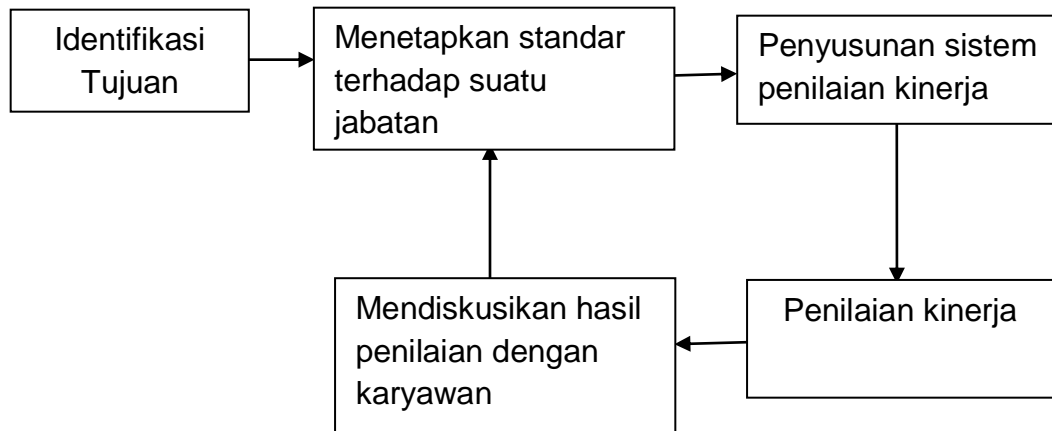 Identifikasi
Tujuan
Menetapkan standar
terhadap suatu
jabatan
Penyusunan sistem
penilaian kinerja
Penilaian kinerja
Mendiskusikan hasil
penilaian dengan
karyawan